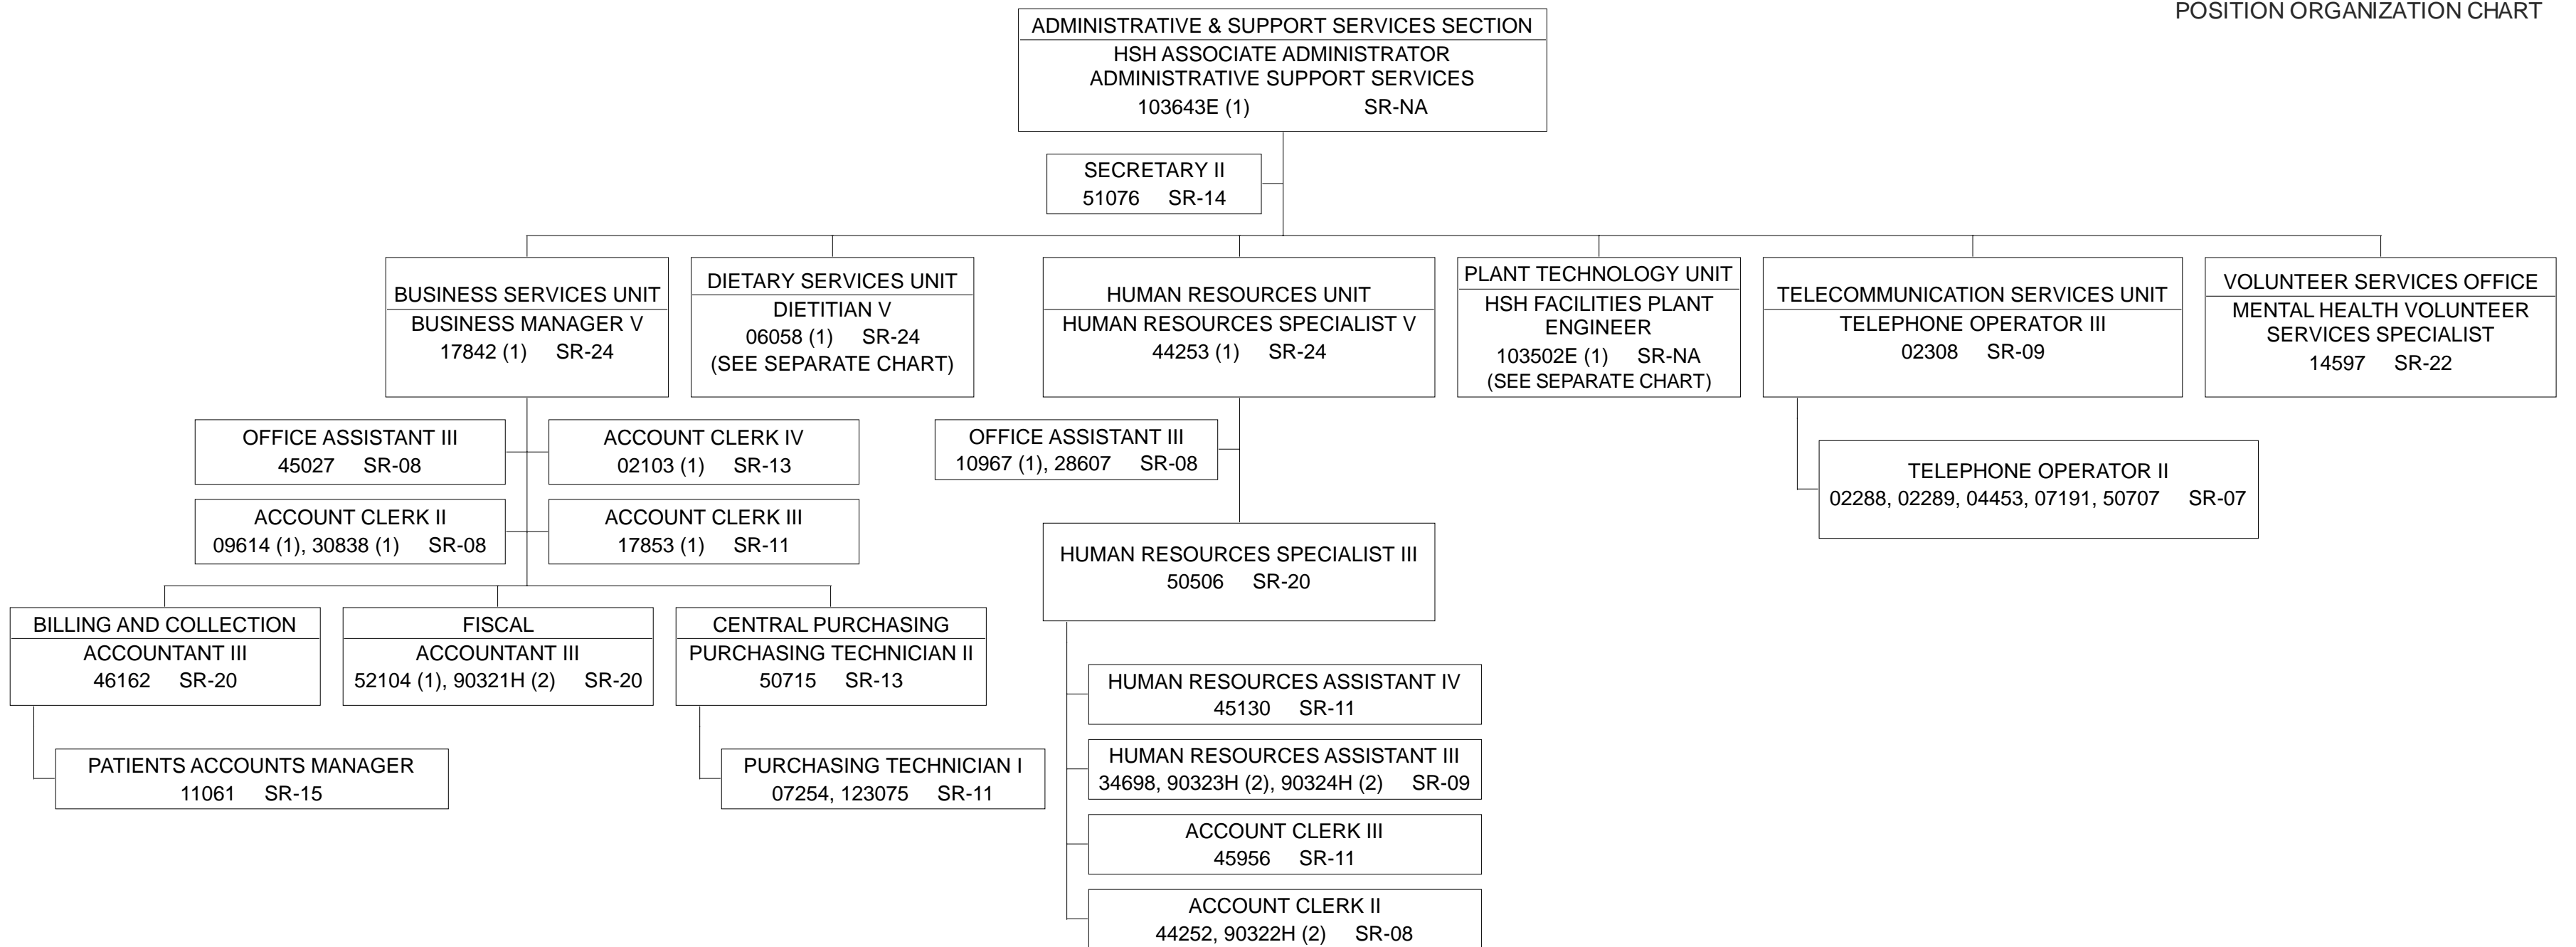 POSITION ORGANIZATION CHART
ADMINISTRATIVE & SUPPORT SERVICES SECTION
HSH ASSOCIATE ADMINISTRATOR
ADMINISTRATIVE SUPPORT SERVICES
103643E (1) SR-NA
SECRETARY II
51076 SR-14
BUSINESS SERVICES UNIT
BUSINESS MANAGER V
17842 (1) SR-24
DIETARY SERVICES UNIT
DIETITIAN V
06058 (1) SR-24
(SEE SEPARATE CHART)
HUMAN RESOURCES UNIT
HUMAN RESOURCES SPECIALIST V
44253 (1) SR-24
PLANT TECHNOLOGY UNIT
HSH FACILITIES PLANT
ENGINEER
103502E (1) SR-NA
(SEE SEPARATE CHART)
TELECOMMUNICATION SERVICES UNIT
TELEPHONE OPERATOR III
02308 SR-09
VOLUNTEER SERVICES OFFICE
MENTAL HEALTH VOLUNTEER
SERVICES SPECIALIST
14597 SR-22
OFFICE ASSISTANT III
45027 SR-08
ACCOUNT CLERK IV
02103 (1) SR-13
ACCOUNT CLERK II
09614 (1), 30838 (1) SR-08
ACCOUNT CLERK III
17853 (1) SR-11
OFFICE ASSISTANT III
10967 (1), 28607 SR-08
TELEPHONE OPERATOR II
02288, 02289, 04453, 07191, 50707 SR-07
HUMAN RESOURCES SPECIALIST III
50506 SR-20
BILLING AND COLLECTION
ACCOUNTANT III
46162 SR-20
FISCAL
ACCOUNTANT III
52104 (1), 90321H (2) SR-20
CENTRAL PURCHASING
PURCHASING TECHNICIAN II
50715 SR-13
PATIENTS ACCOUNTS MANAGER
11061 SR-15
PURCHASING TECHNICIAN I
07254, 123075 SR-11
HUMAN RESOURCES ASSISTANT IV
45130 SR-11
HUMAN RESOURCES ASSISTANT III
34698, 90323H (2), 90324H (2) SR-09
ACCOUNT CLERK III
45956 SR-11
ACCOUNT CLERK II
44252, 90322H (2) SR-08